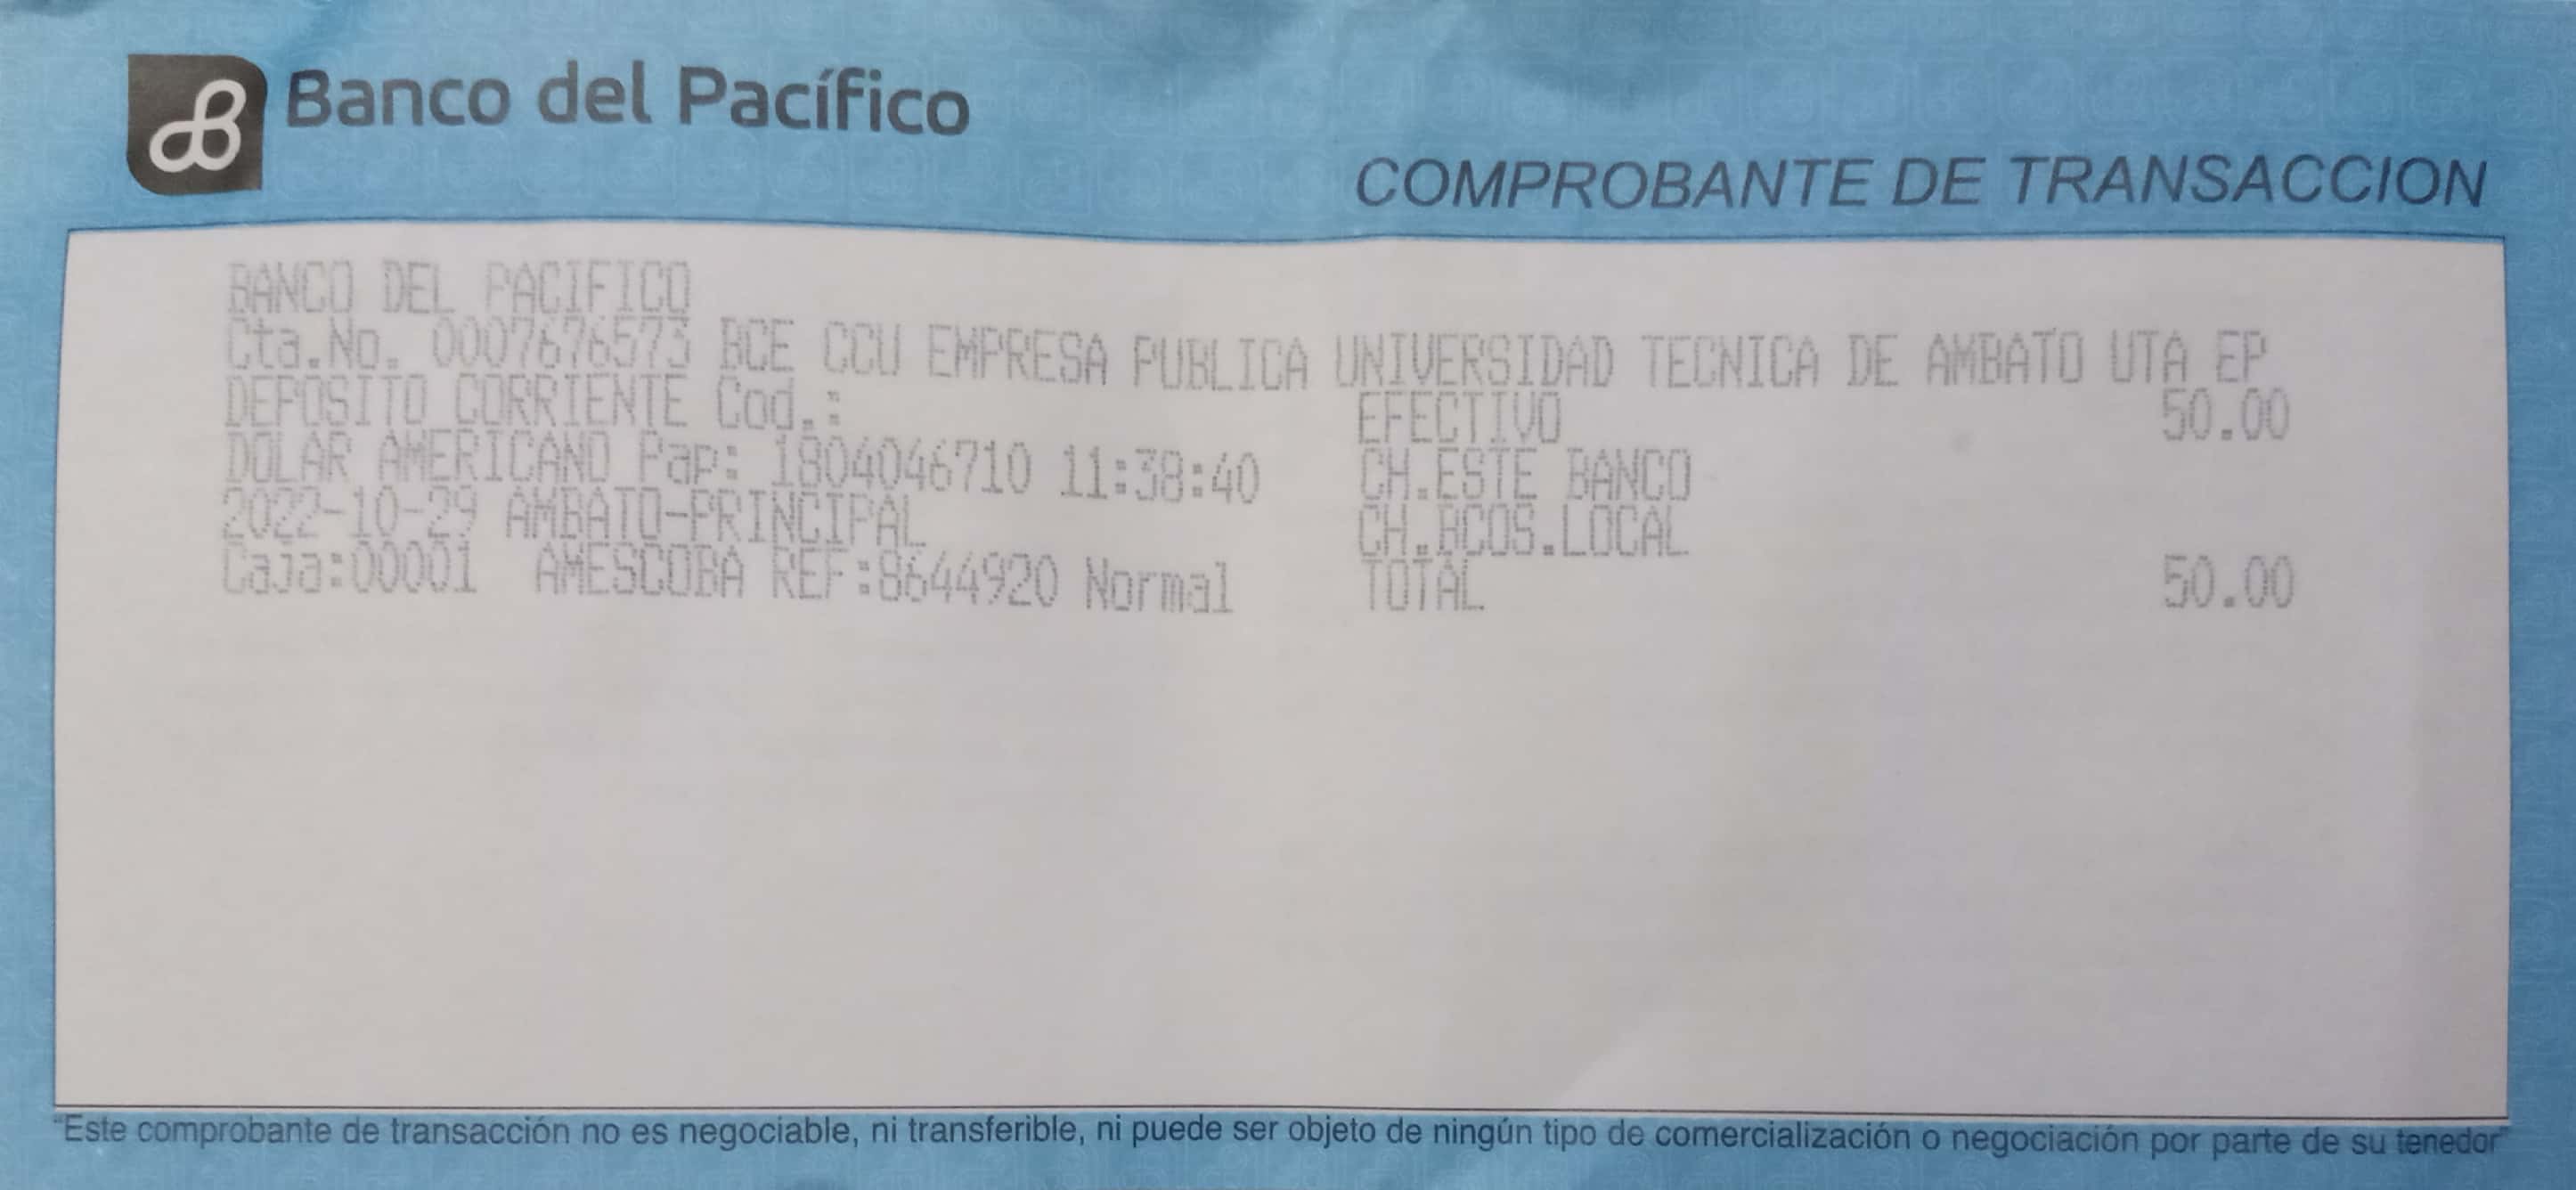 Banco del Pacífico
COMPROBANTE DE TRANSACCION
BANCO DEL PACIFICO
Cta.No. 0007676573 BCE CCU EMPRESA PUBLICA UNIVERSIDAD TECNICA DE AMBATO UTA EP
DEPOSITO CORRIENTE Cod.: EFECTIVO 50.00
DOLAR AMERICANO Pap: 1804046710 11:38:40 CH.ESTE BANCO
2022-10-29 AMBATO-PRINCIPAL CH.BCOS.LOCAL
Caja:00001 AMESCOBA REF:8644920 Normal TOTAL 50.00
"Este comprobante de transacción no es negociable, ni transferible, ni puede ser objeto de ningún tipo de comercialización o negociación por parte de su tenedor"